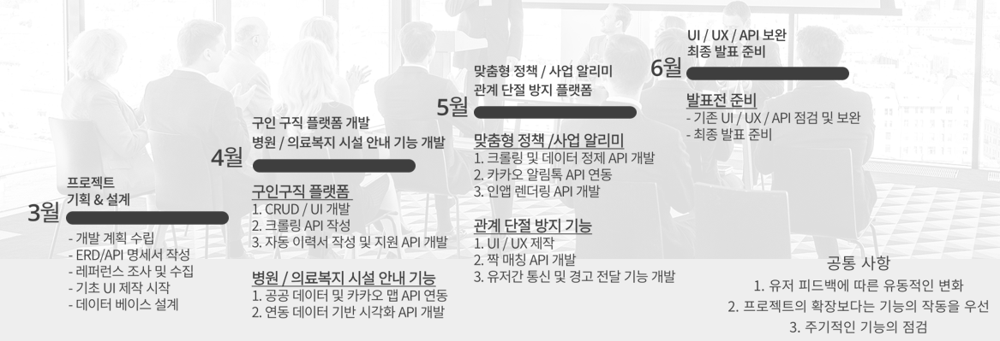 3월
프로젝트
기획 & 설계
- 개발 계획 수립
- ERD/API 명세서 작성
- 레퍼런스 조사 및 수집
- 기초 UI 제작 시작
- 데이터 베이스 설계
4월
구인 구직 플랫폼 개발
병원 / 의료복지 시설 안내 기능 개발
구인구직 플랫폼
1. CRUD / UI 개발
2. 크롤링 API 작성
3. 자동 이력서 작성 및 지원 API 개발
병원 / 의료복지 시설 안내 기능
1. 공공 데이터 및 카카오 맵 API 연동
2. 연동 데이터 기반 시각화 API 개발
5월
맞춤형 정책 / 사업 알리미
관계 단절 방지 플랫폼
맞춤형 정책 /사업 알리미
1. 크롤링 및 데이터 정제 API 개발
2. 카카오 알림톡 API 연동
3. 인앱 렌더링 API 개발
관계 단절 방지 기능
1. UI / UX 제작
2. 짝 매칭 API 개발
3. 유저간 통신 및 경고 전달 기능 개발
6월
UI / UX / API 보완
최종 발표 준비
발표전 준비
- 기존 UI / UX / API 점검 및 보완
- 최종 발표 준비
공통 사항
1. 유저 피드백에 따른 유동적인 변화
2. 프로젝트의 확장보다는 기능의 작동을 우선
3. 주기적인 기능의 점검